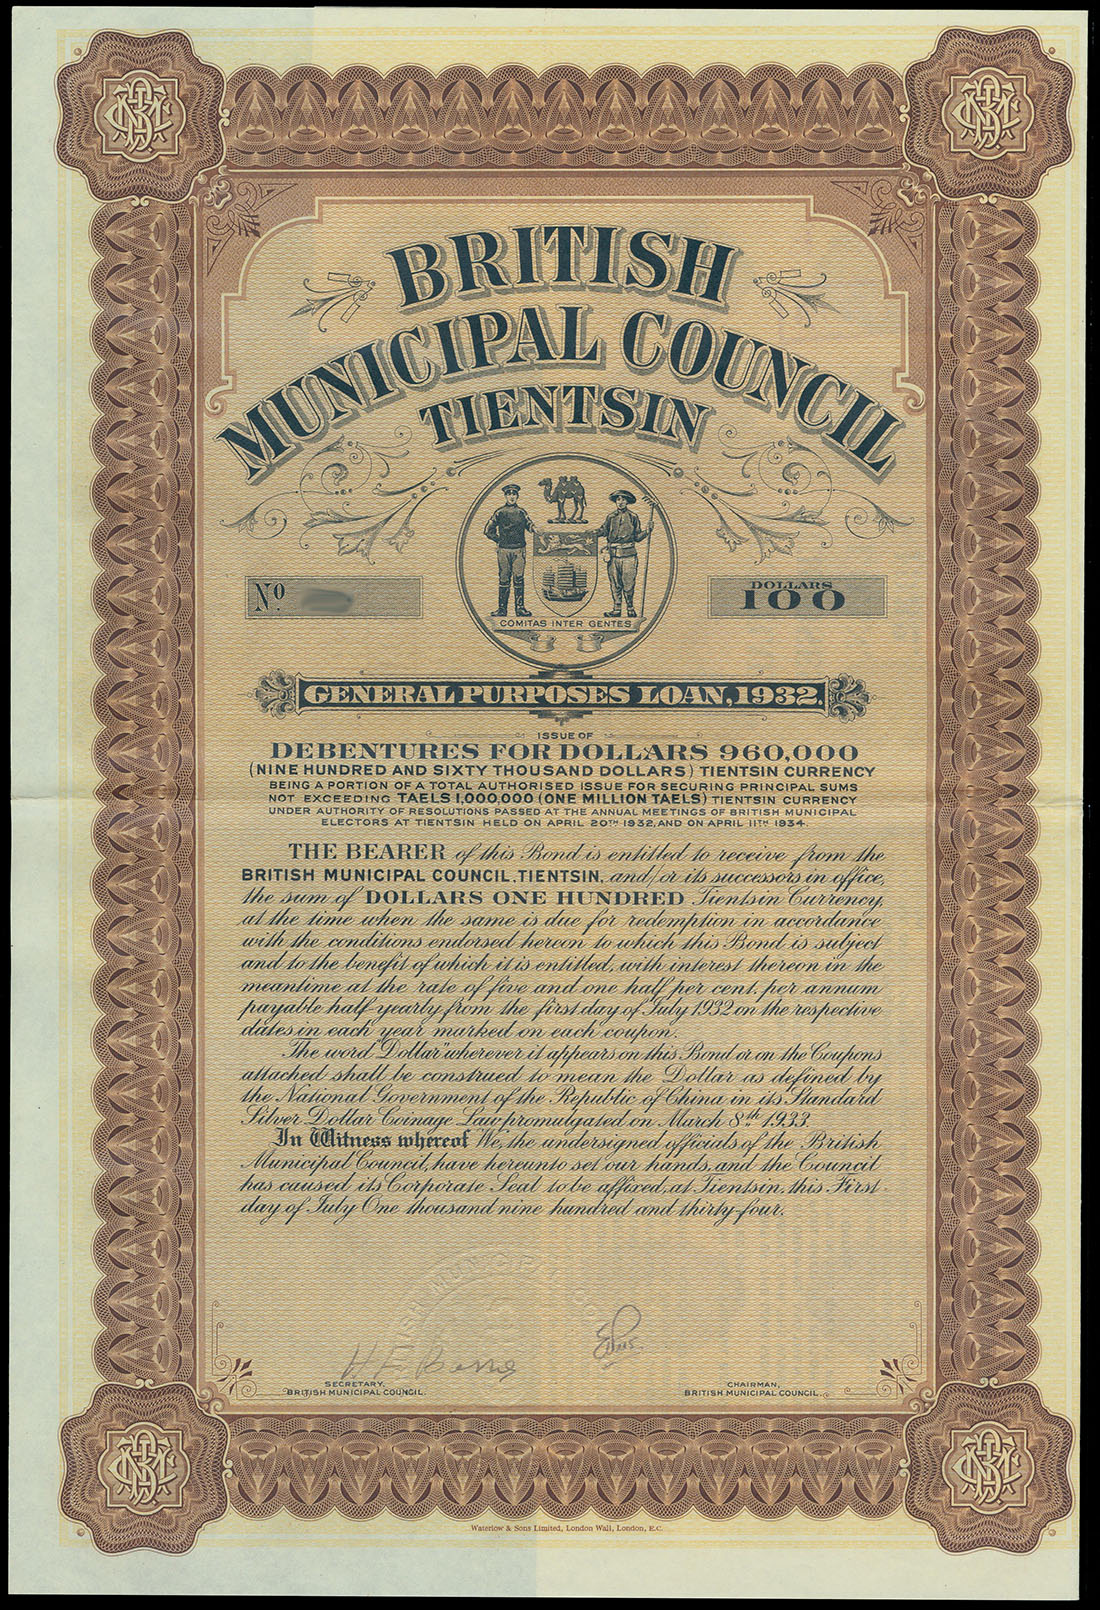 BRITISH
MUNICIPAL COUNCIL
TIENTSIN
No.
DOLLARS
100
COMITAS INTER GENTES
GENERAL PURPOSES LOAN, 1932.
ISSUE OF
DEBENTURES FOR DOLLARS 960,000
(NINE HUNDRED AND SIXTY THOUSAND DOLLARS) TIENTSIN CURRENCY
BEING A PORTION OF A TOTAL AUTHORISED ISSUE FOR SECURING PRINCIPAL SUMS
NOT EXCEEDING TAELS 1,000,000 (ONE MILLION TAELS) TIENTSIN CURRENCY
UNDER AUTHORITY OF RESOLUTIONS PASSED AT THE ANNUAL MEETINGS OF BRITISH MUNICIPAL
ELECTORS AT TIENTSIN HELD ON APRIL 20TH 1932, AND ON APRIL 11TH 1934.
THE BEARER of this Bond is entitled to receive from the
BRITISH MUNICIPAL COUNCIL, TIENTSIN, and/or its successors in office,
the sum of DOLLARS ONE HUNDRED Tientsin Currency,
at the time when the same is due for redemption in accordance
with the conditions endorsed hereon to which this Bond is subject
and to the benefit of which it is entitled, with interest thereon in the
meantime at the rate of five and one half per cent. per annum
payable half-yearly from the first day of July 1932 on the respective
dates in each year marked on each coupon.
The word "Dollar" wherever it appears on this Bond or on the Coupons
attached shall be construed to mean the Dollar as defined by
the National Government of the Republic of China in its Standard
Silver Dollar Coinage Law promulgated on March 8th 1933.
In Witness whereof We, the undersigned officials of the British
Municipal Council, have hereunto set our hands, and the Council
has caused its Corporate Seal to be affixed, at Tientsin, this First
day of July One thousand nine hundred and thirty-four.
SECRETARY,
BRITISH MUNICIPAL COUNCIL.
CHAIRMAN,
BRITISH MUNICIPAL COUNCIL.
Waterlow & Sons Limited, London Wall, London, E.C.